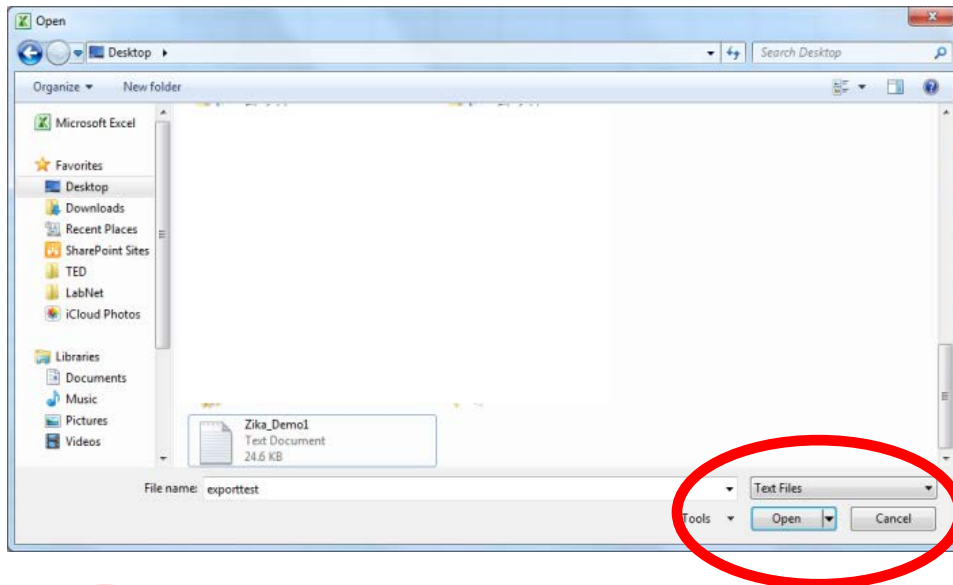 Open
Desktop
Search Desktop
Organize
New folder
Microsoft Excel
Favorites
Desktop
Downloads
Recent Places
SharePoint Sites
TED
LabNet
iCloud Photos
Libraries
Documents
Music
Pictures
Videos
Zika_Demo1
Text Document
24.6 KB
File name: exporttest
Text Files
Tools
Open
Cancel